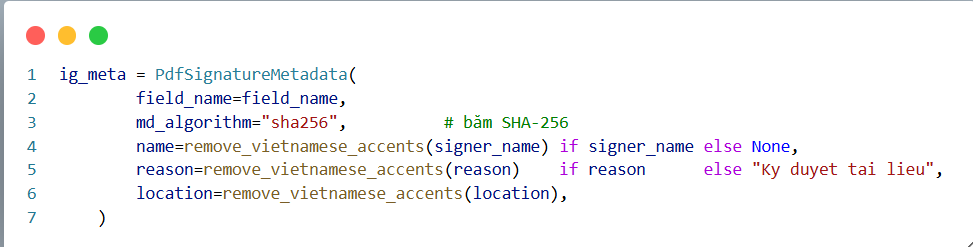 1 ig_meta = PdfSignatureMetadata(
2         field_name=field_name,
3         md_algorithm="sha256",          # băm SHA-256
4         name=remove_vietnamese_accents(signer_name) if signer_name else None,
5         reason=remove_vietnamese_accents(reason)    if reason      else "Ky duyet tai lieu",
6         location=remove_vietnamese_accents(location),
7     )